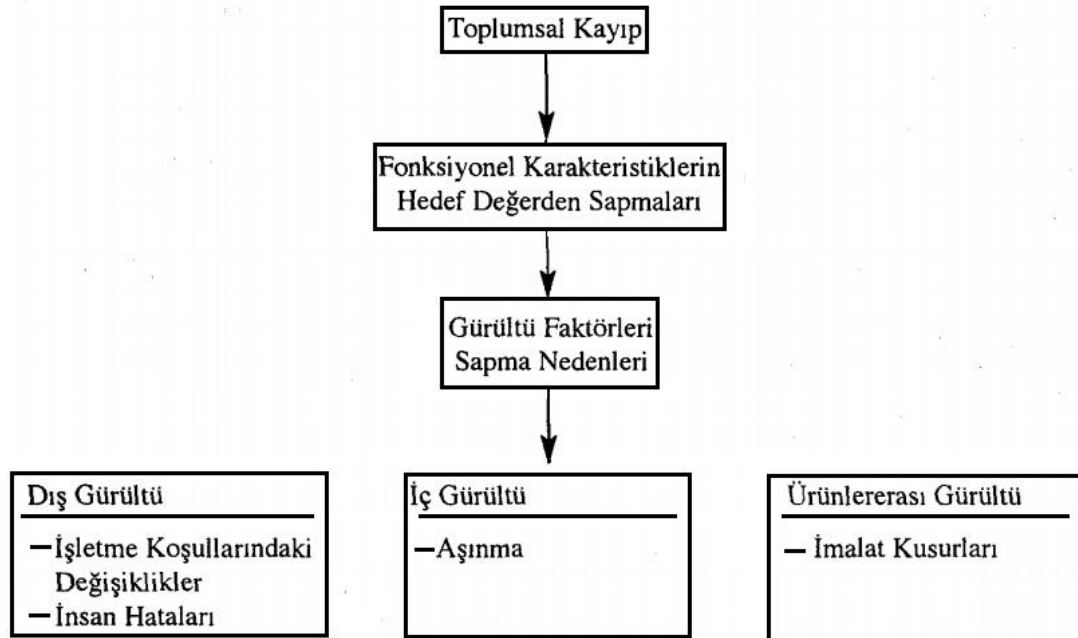 Toplumsal Kayıp
Fonksiyonel Karakteristiklerin
Hedef Değerden Sapmaları
Gürültü Faktörleri
Sapma Nedenleri
Dış Gürültü
—İşletme Koşullarındaki
Değişiklikler
—İnsan Hataları
İç Gürültü
—Aşınma
Ürünlererası Gürültü
— İmalat Kusurları